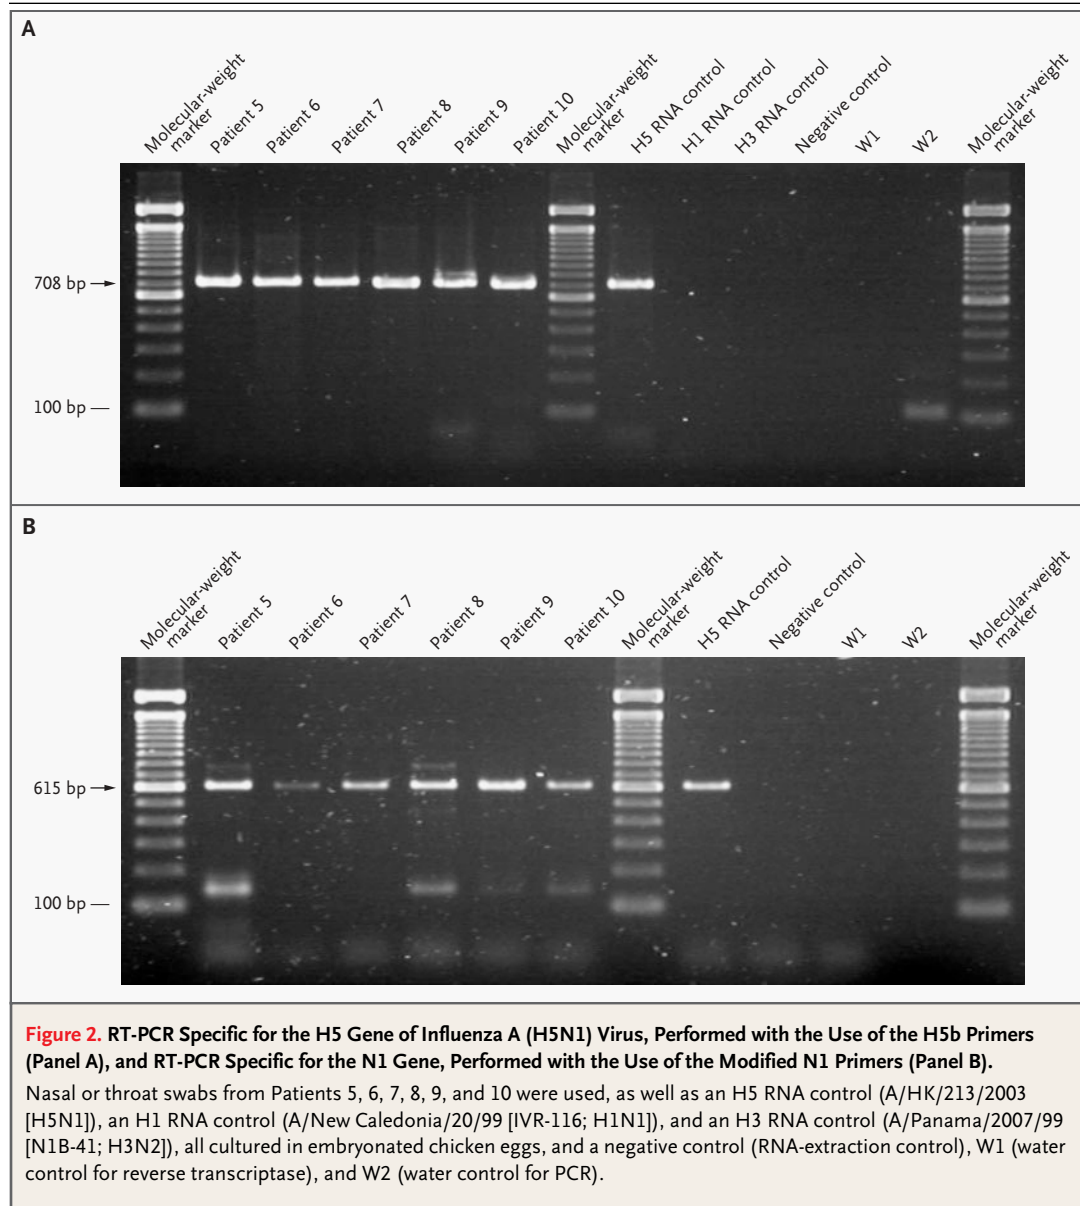 A
Molecular-weight
marker
Patient 5
Patient 6
Patient 7
Patient 8
Patient 9
Patient 10
Molecular-weight
marker
H5 RNA control
H1 RNA control
H3 RNA control
Negative control
W1
W2
Molecular-weight
marker
708 bp
100 bp
B
Molecular-weight
marker
Patient 5
Patient 6
Patient 7
Patient 8
Patient 9
Patient 10
Molecular-weight
marker
H5 RNA control
Negative control
W1
W2
Molecular-weight
marker
615 bp
100 bp
Figure 2. RT-PCR Specific for the H5 Gene of Influenza A (H5N1) Virus, Performed with the Use of the H5b Primers
(Panel A), and RT-PCR Specific for the N1 Gene, Performed with the Use of the Modified N1 Primers (Panel B).
Nasal or throat swabs from Patients 5, 6, 7, 8, 9, and 10 were used, as well as an H5 RNA control (A/HK/213/2003
[H5N1]), an H1 RNA control (A/New Caledonia/20/99 [IVR-116; H1N1]), and an H3 RNA control (A/Panama/2007/99
[N1B-41; H3N2]), all cultured in embryonated chicken eggs, and a negative control (RNA-extraction control), W1 (water
control for reverse transcriptase), and W2 (water control for PCR).